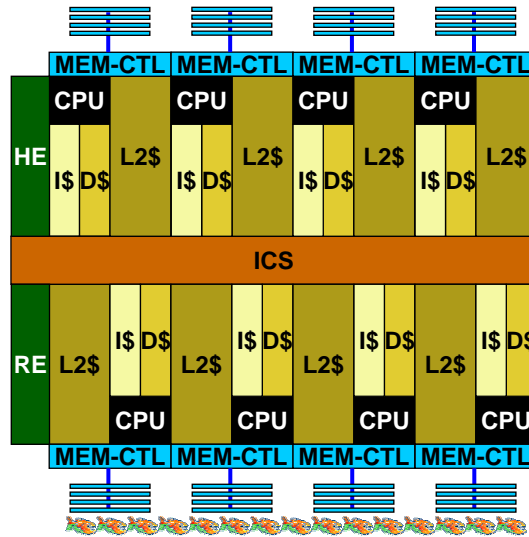 MEM-CTL MEM-CTL MEM-CTL MEM-CTL
CPU CPU CPU CPU
HE I$ D$ L2$ I$ D$ L2$ I$ D$ L2$ I$ D$ L2$
ICS
RE L2$ I$ D$ L2$ I$ D$ L2$ I$ D$ L2$ I$ D$
CPU CPU CPU CPU
MEM-CTL MEM-CTL MEM-CTL MEM-CTL